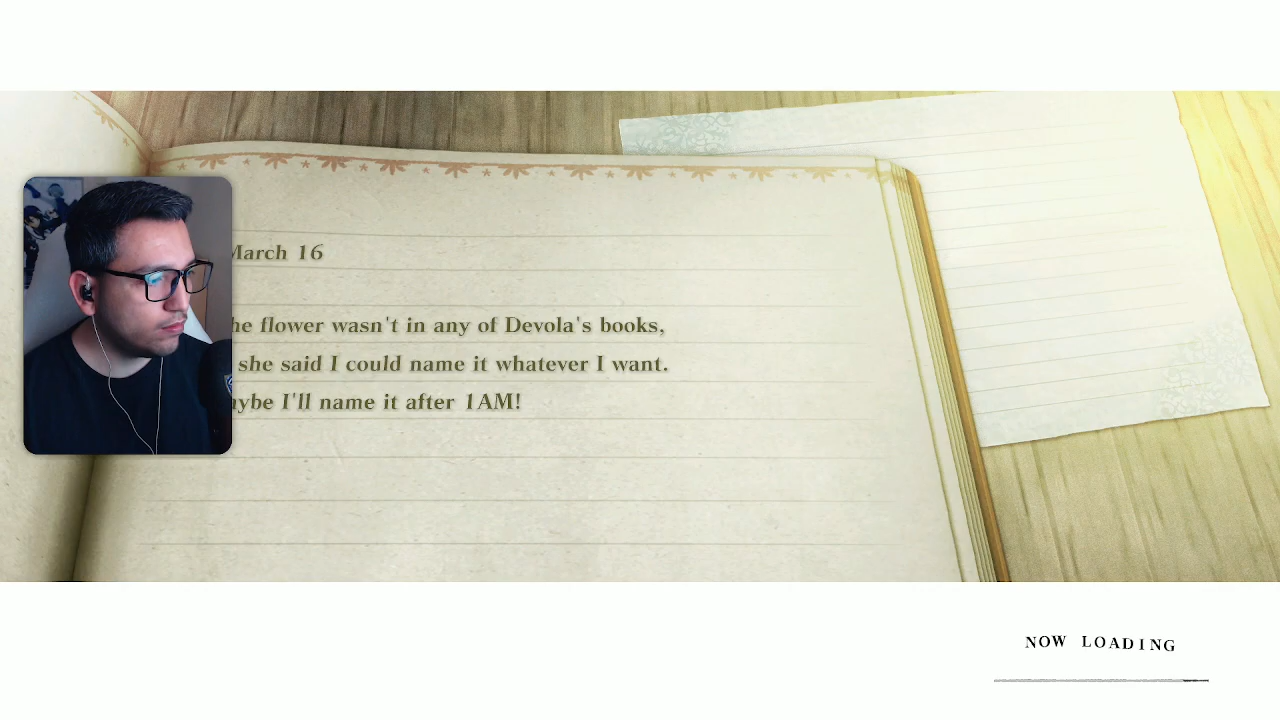 March 16
he flower wasn't in any of Devola's books,
she said I could name it whatever I want.
aybe I'll name it after 1AM!
NOW LOADING